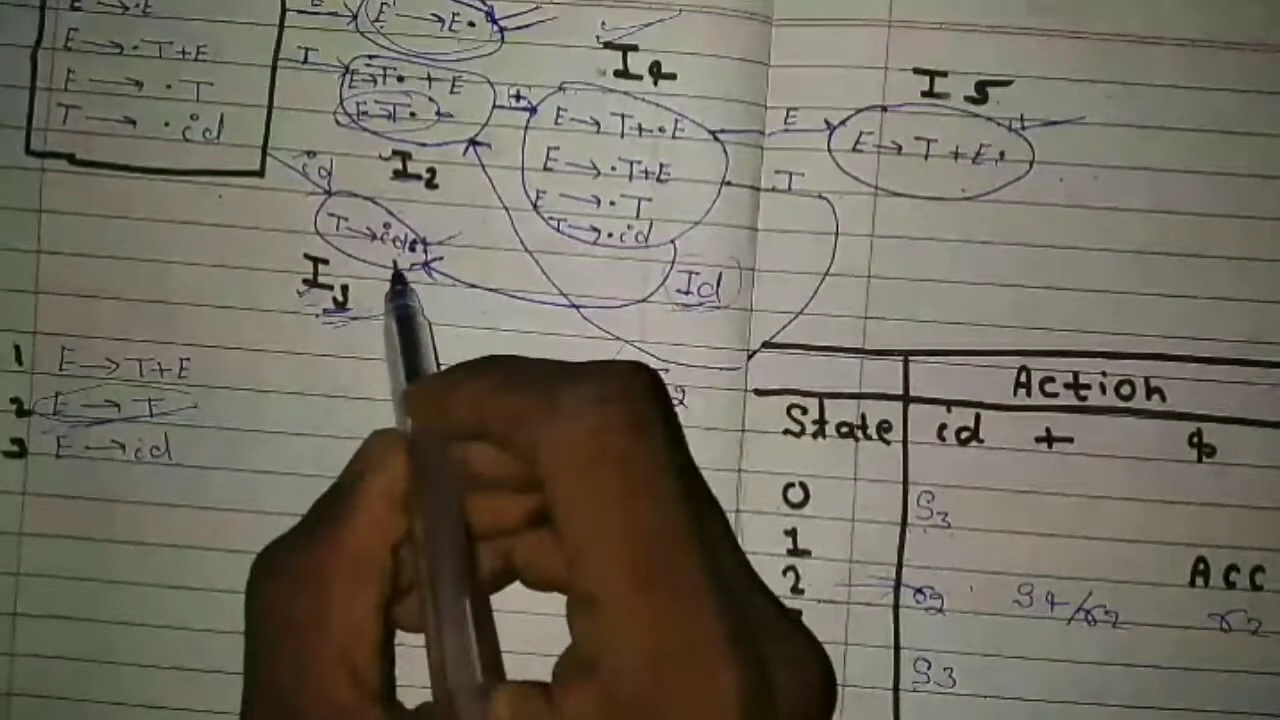 E → ·E
E → ·T+E
E → ·T
T → ·id
E
E' → E·
T
E→T· + E
E→T·
I2
id
T→id·
I3
+
I4
E → T+·E
E → ·T+E
E → ·T
T → ·id
Id
E
T
I5
E → T+E·
1 E → T+E
2 E → T
3 E → id
2
Action
State id + $
0 S3
1 Acc
2 r2 S4/r2 r2
S3